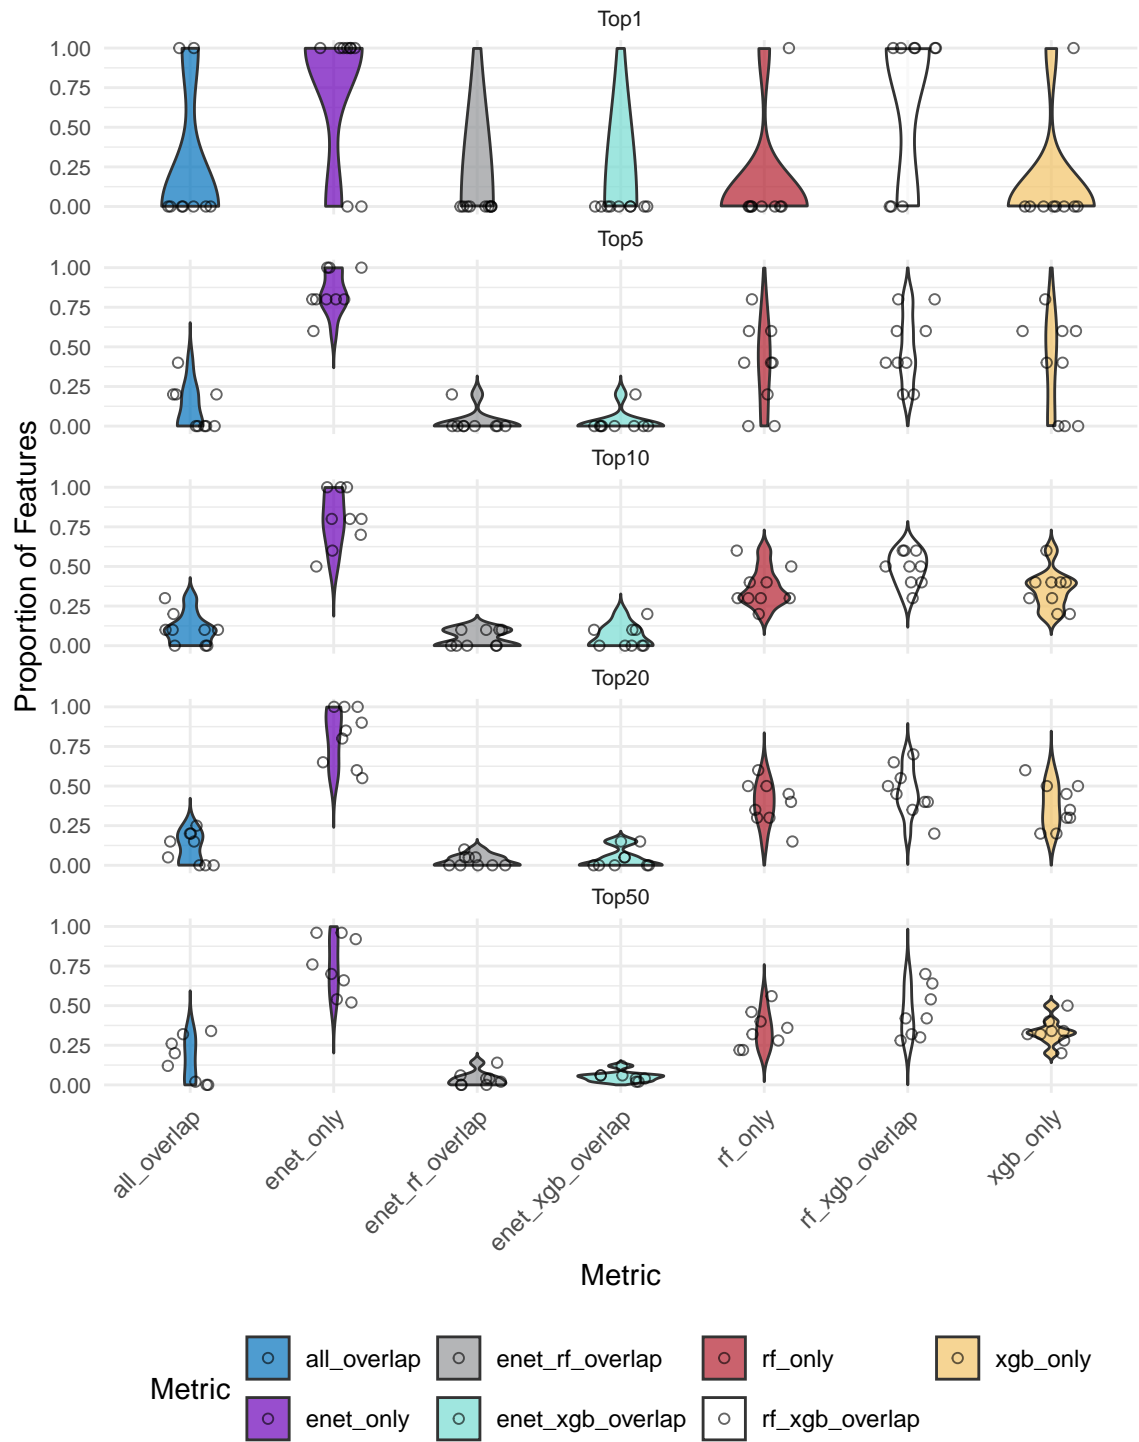 Top1
1.00
0.75
0.50
0.25
0.00
Top5
1.00
0.75
0.50
0.25
0.00
Top10
1.00
0.75
0.50
0.25
0.00
Top20
1.00
0.75
0.50
0.25
0.00
Top50
1.00
0.75
0.50
0.25
0.00
Proportion of Features
all_overlap
enet_only
enet_rf_overlap
enet_xgb_overlap
rf_only
rf_xgb_overlap
xgb_only
Metric
Metric
all_overlap
enet_rf_overlap
rf_only
xgb_only
enet_only
enet_xgb_overlap
rf_xgb_overlap